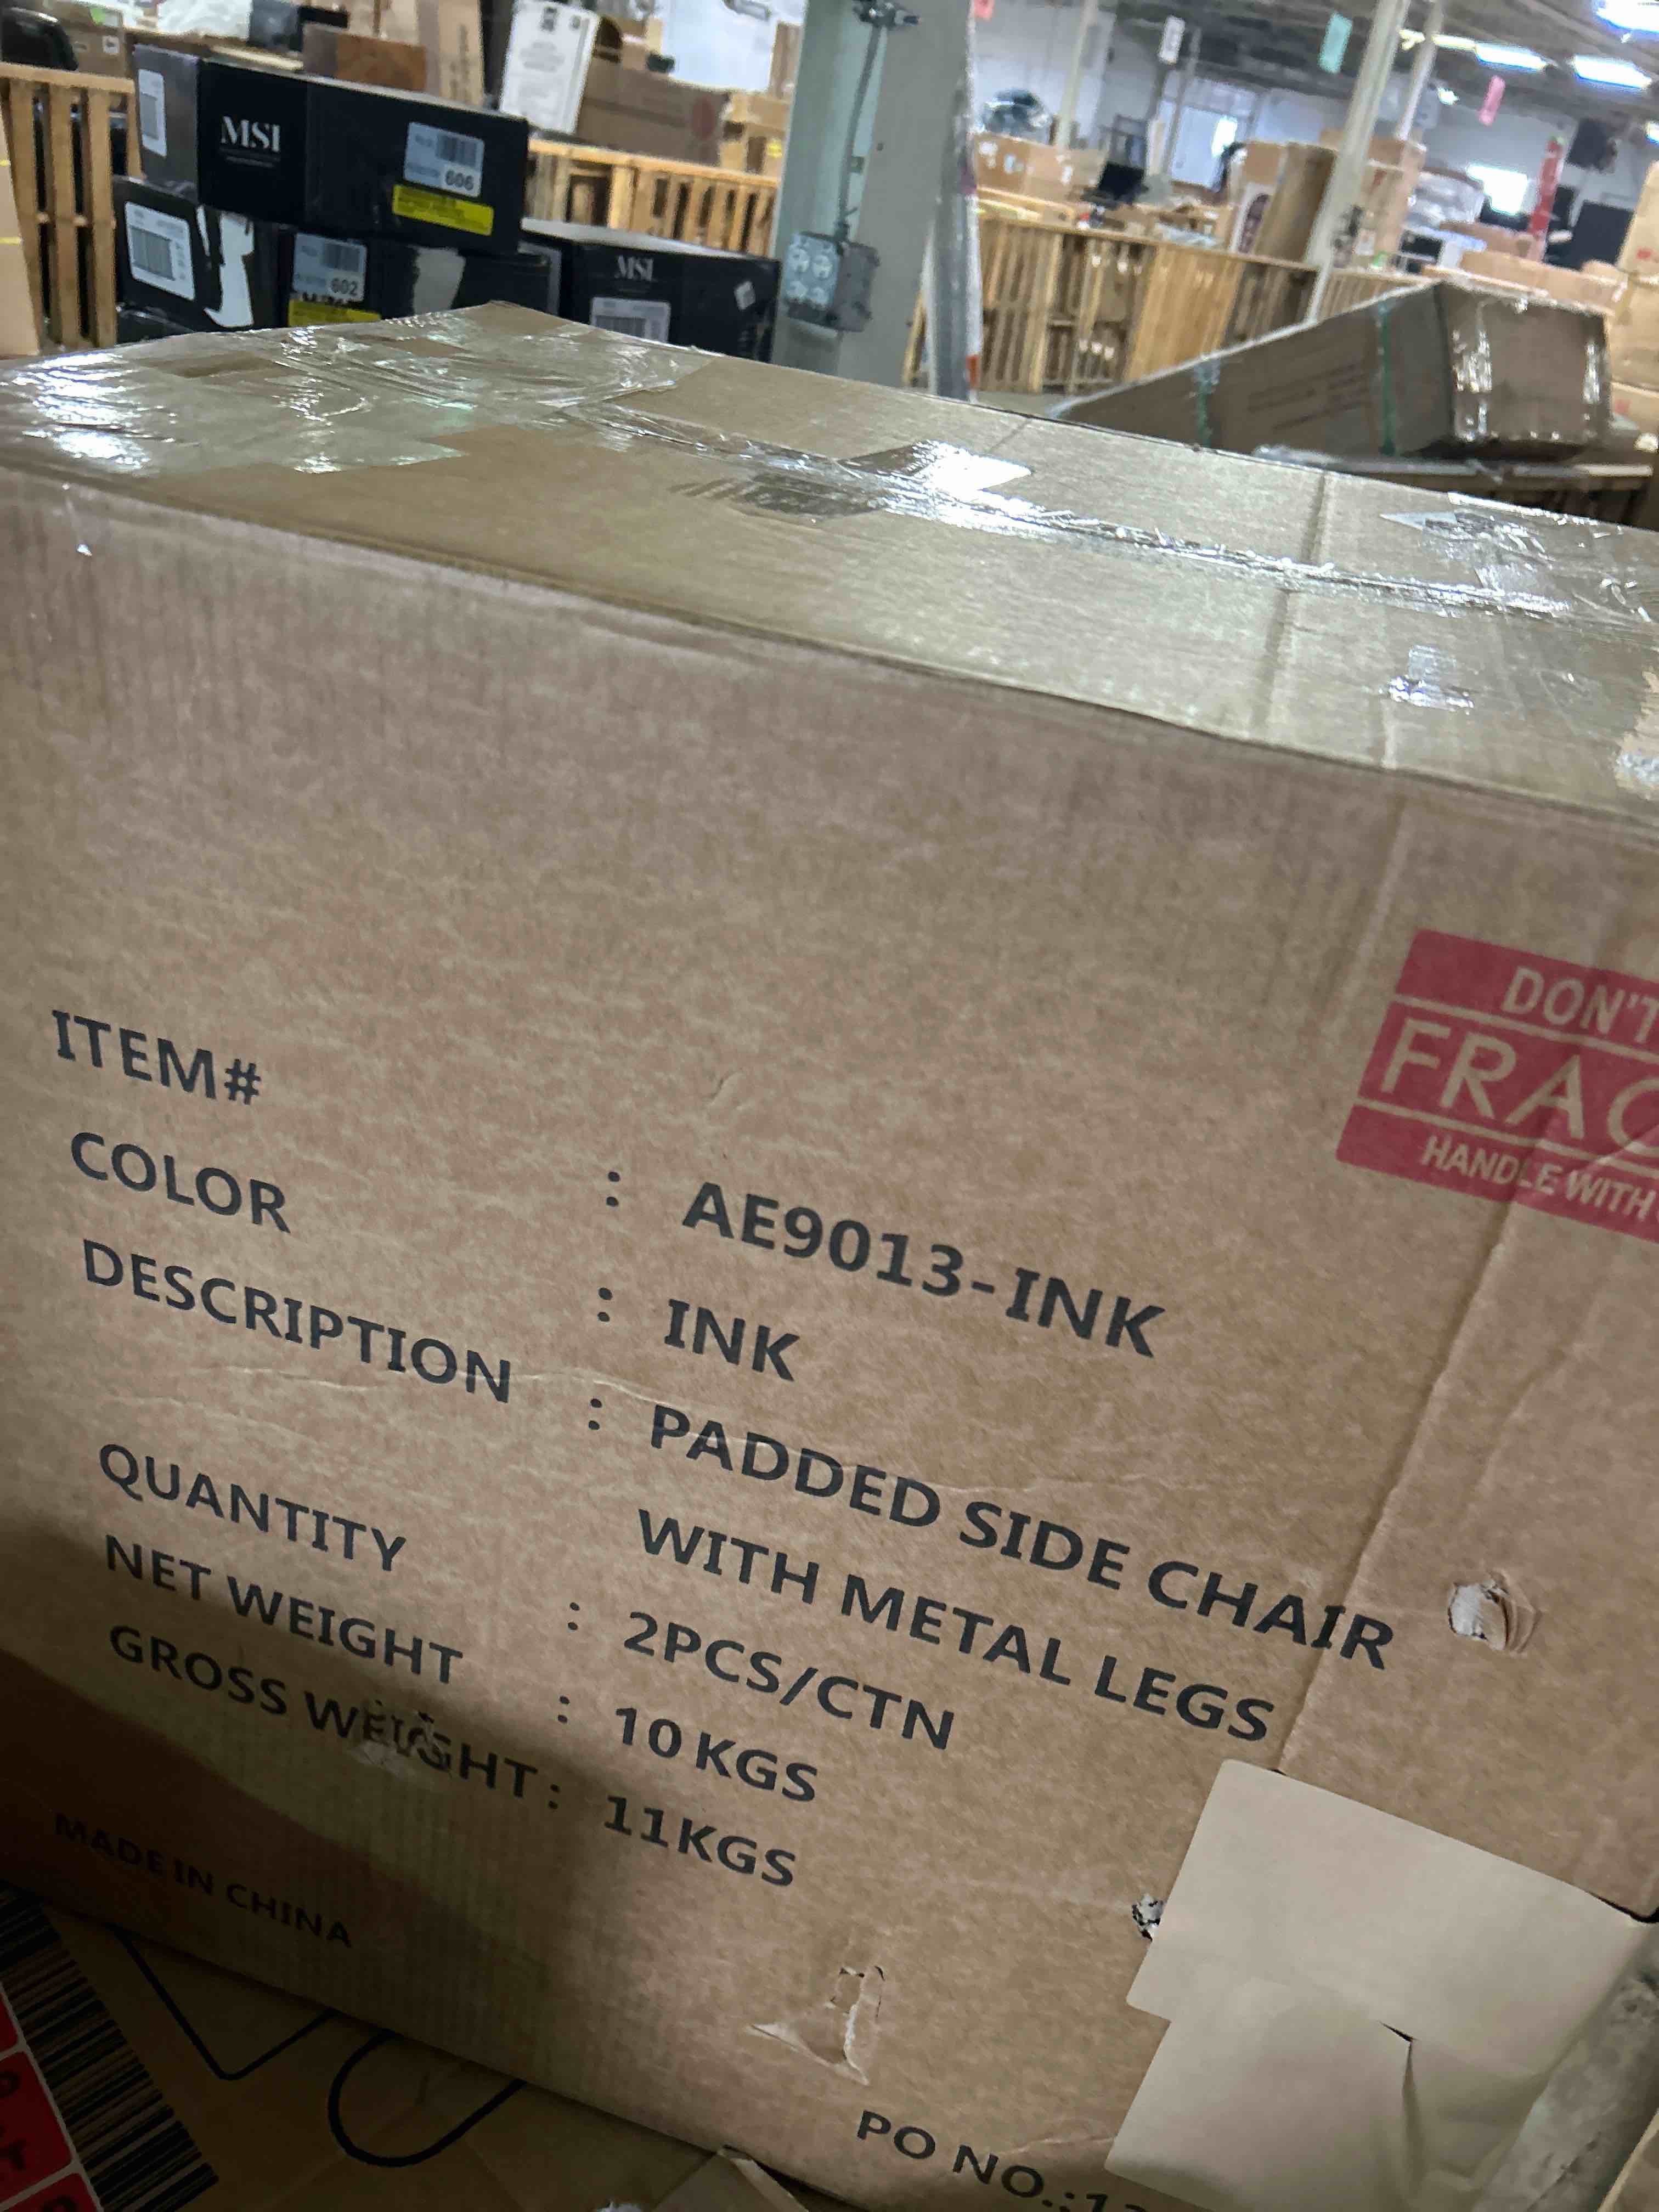 MSI
606
602
MSI
DON'T
FRAG
HANDLE WITH
ITEM# : AE9013-INK
COLOR : INK
DESCRIPTION : PADDED SIDE CHAIR
WITH METAL LEGS
QUANTITY : 2PCS/CTN
NET WEIGHT : 10 KGS
GROSS WEIGHT : 11KGS
MADE IN CHINA
PO NO.: